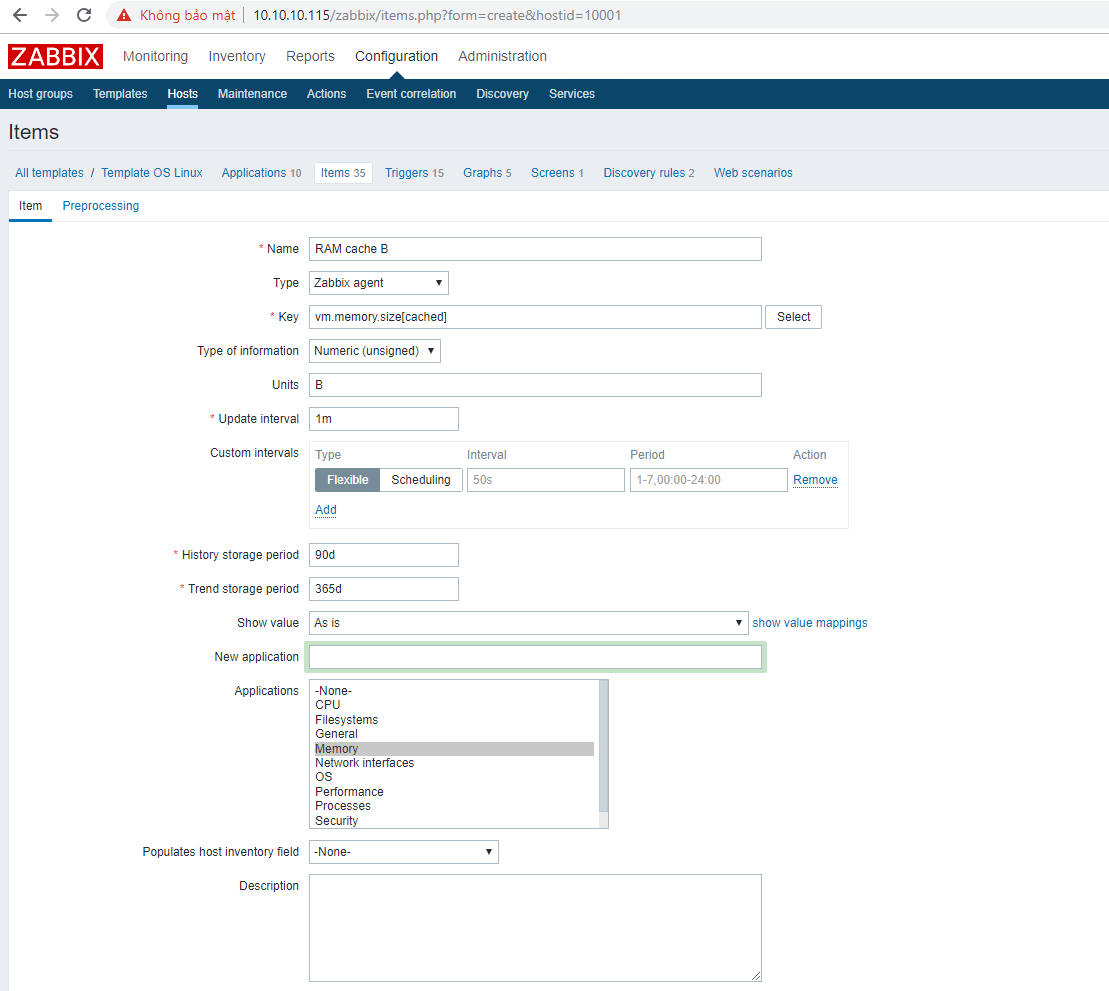 Không bảo mật 10.10.10.115/zabbix/items.php?form=create&hostid=10001
ZABBIX Monitoring Inventory Reports Configuration Administration
Host groups Templates Hosts Maintenance Actions Event correlation Discovery Services
Items
All templates / Template OS Linux Applications 10 Items 35 Triggers 15 Graphs 5 Screens 1 Discovery rules 2 Web scenarios
Item Preprocessing
* Name RAM cache B
Type Zabbix agent
* Key vm.memory.size[cached] Select
Type of information Numeric (unsigned)
Units B
* Update interval 1m
Custom intervals Type Interval Period Action
Flexible Scheduling 50s 1-7,00:00-24:00 Remove
Add
* History storage period 90d
* Trend storage period 365d
Show value As is show value mappings
New application
Applications -None-
CPU
Filesystems
General
Memory
Network interfaces
OS
Performance
Processes
Security
Populates host inventory field -None-
Description